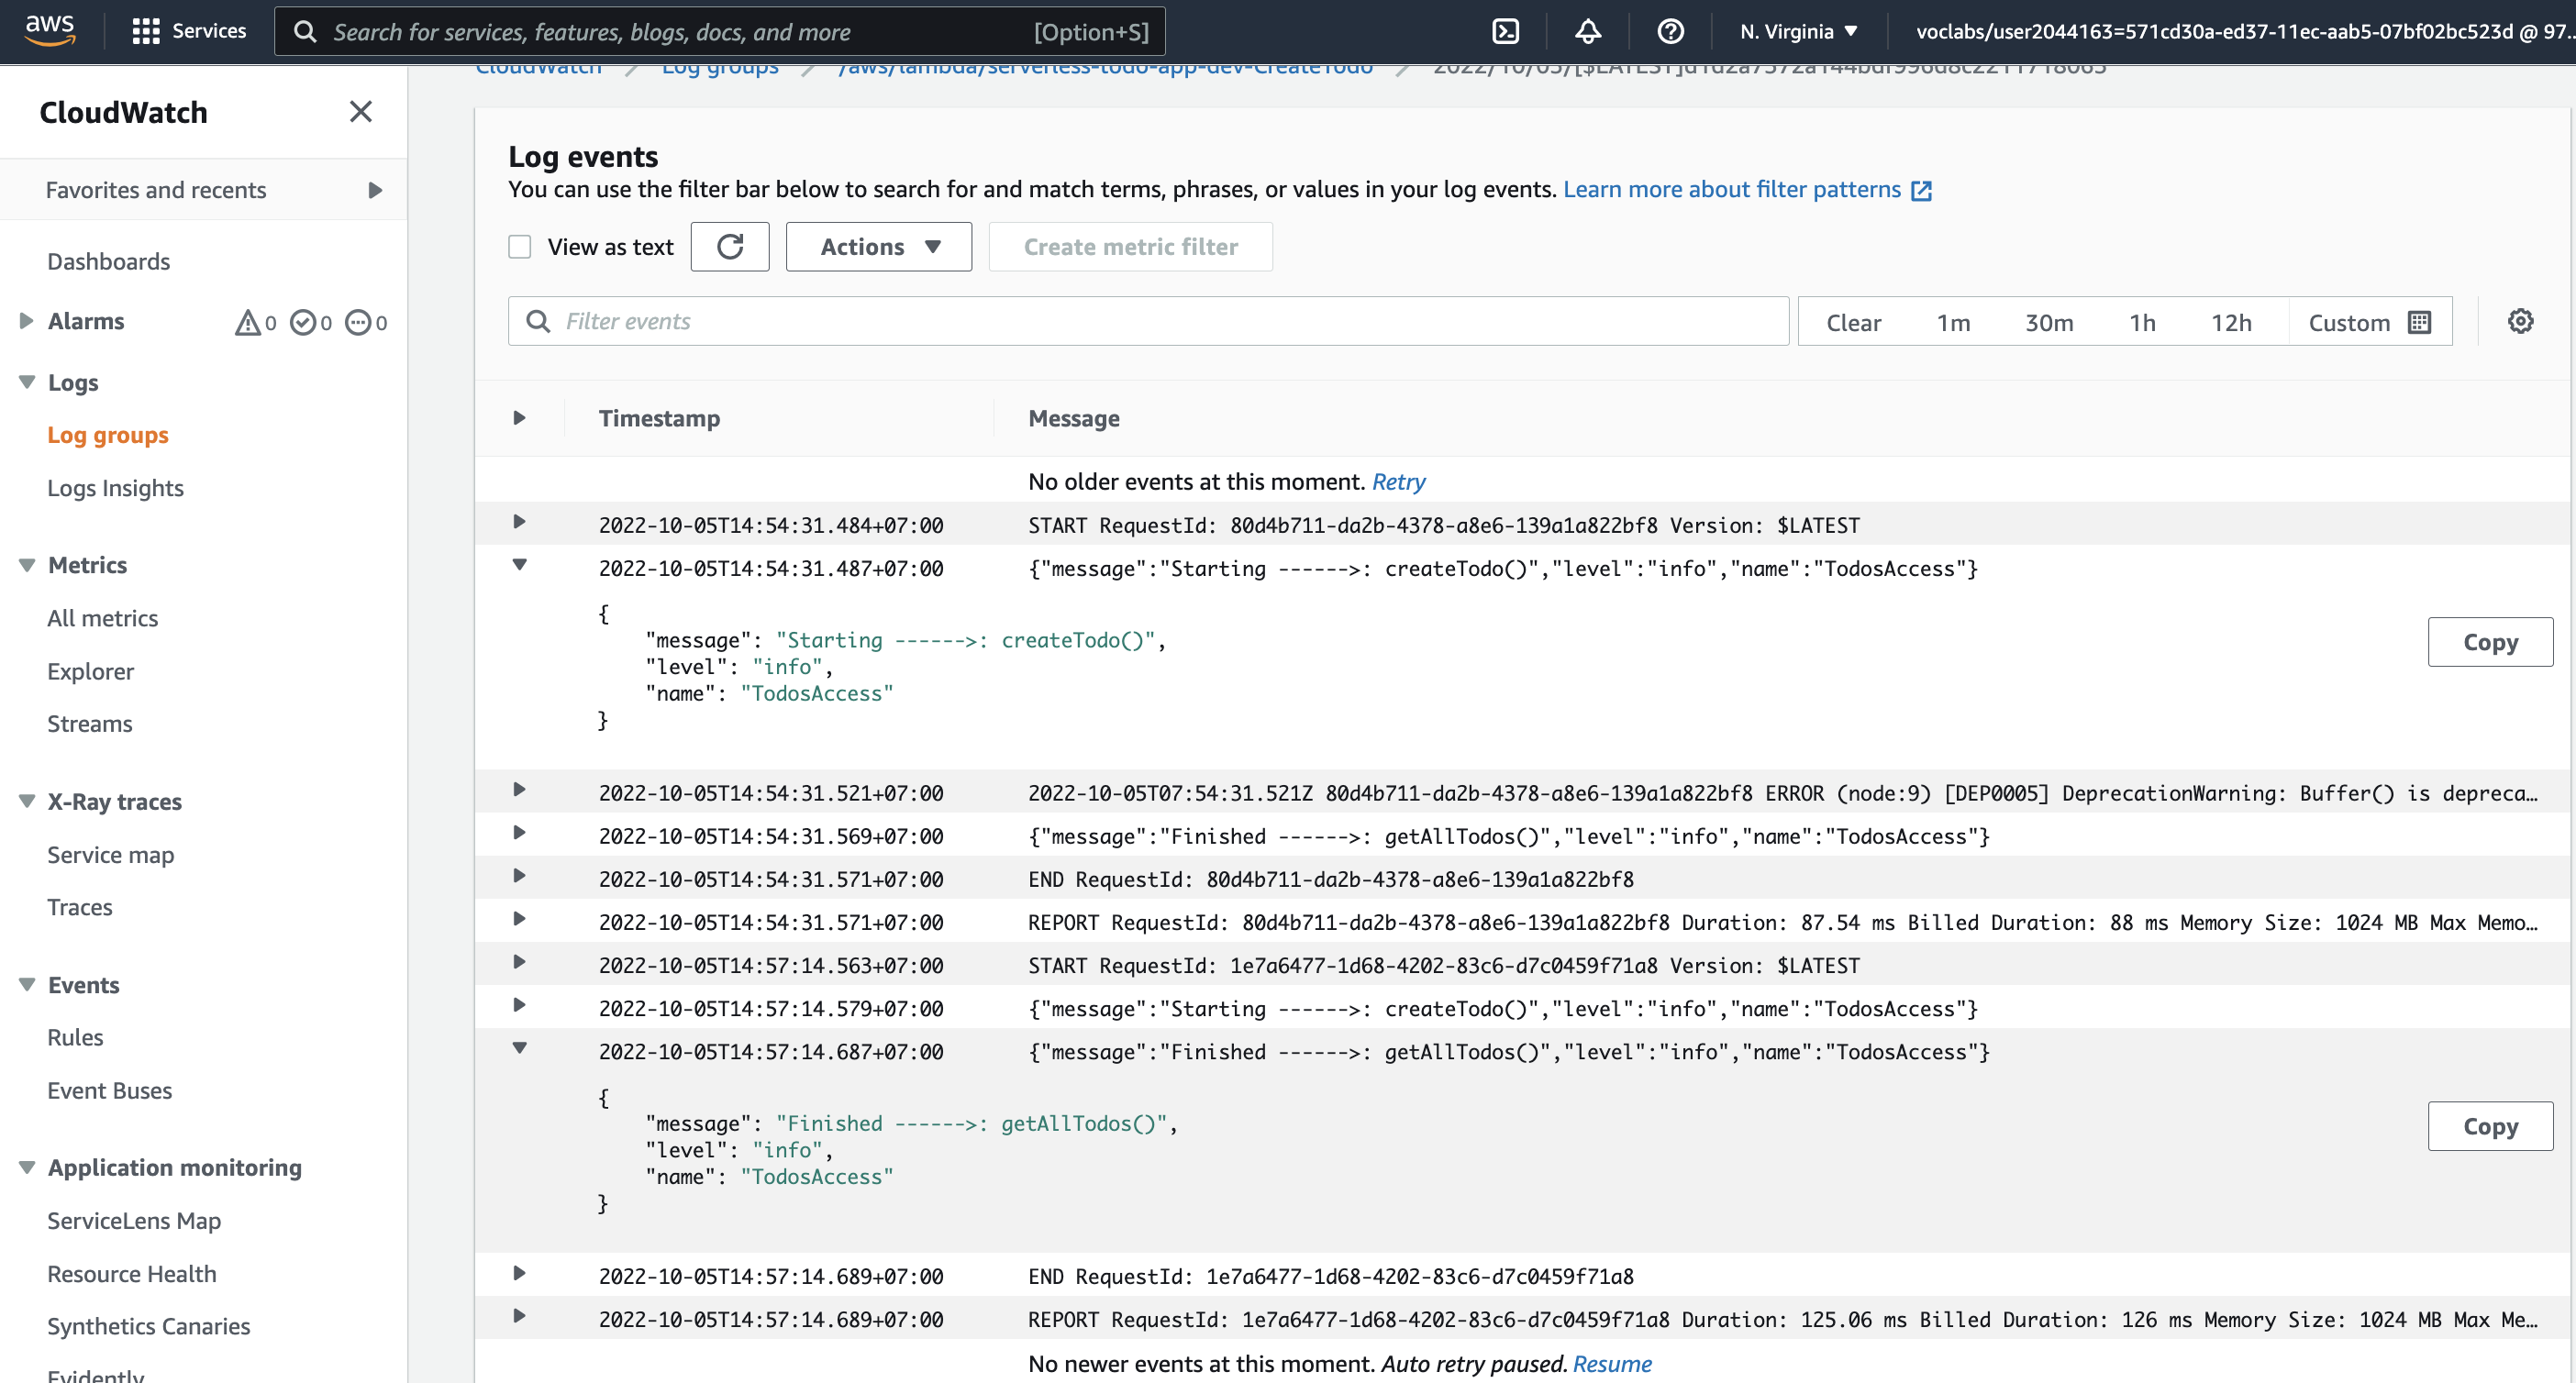 aws
Services
Search for services, features, blogs, docs, and more [Option+S]
N. Virginia
voclabs/user2044163=571cd30a-ed37-11ec-aab5-07bf02bc523d @ 97...
CloudWatch
Favorites and recents
Dashboards
Alarms 0 0 0
Logs
Log groups
Logs Insights
Metrics
All metrics
Explorer
Streams
X-Ray traces
Service map
Traces
Events
Rules
Event Buses
Application monitoring
ServiceLens Map
Resource Health
Synthetics Canaries
Evidently
CloudWatch / Log groups / /aws/lambda/serverless-todo-app-dev-CreateTodo
Log events
You can use the filter bar below to search for and match terms, phrases, or values in your log events. Learn more about filter patterns
View as text Actions Create metric filter
Filter events Clear 1m 30m 1h 12h Custom
Timestamp Message
No older events at this moment. Retry
2022-10-05T14:54:31.484+07:00 START RequestId: 80d4b711-da2b-4378-a8e6-139a1a822bf8 Version: $LATEST
2022-10-05T14:54:31.487+07:00 {"message":"Starting ------>: createTodo()","level":"info","name":"TodosAccess"}
{
"message": "Starting ------>: createTodo()",
"level": "info",
"name": "TodosAccess"
}
Copy
2022-10-05T14:54:31.521+07:00 2022-10-05T07:54:31.521Z 80d4b711-da2b-4378-a8e6-139a1a822bf8 ERROR (node:9) [DEP0005] DeprecationWarning: Buffer() is depreca…
2022-10-05T14:54:31.569+07:00 {"message":"Finished ------>: getAllTodos()","level":"info","name":"TodosAccess"}
2022-10-05T14:54:31.571+07:00 END RequestId: 80d4b711-da2b-4378-a8e6-139a1a822bf8
2022-10-05T14:54:31.571+07:00 REPORT RequestId: 80d4b711-da2b-4378-a8e6-139a1a822bf8 Duration: 87.54 ms Billed Duration: 88 ms Memory Size: 1024 MB Max Memo…
2022-10-05T14:57:14.563+07:00 START RequestId: 1e7a6477-1d68-4202-83c6-d7c0459f71a8 Version: $LATEST
2022-10-05T14:57:14.579+07:00 {"message":"Starting ------>: createTodo()","level":"info","name":"TodosAccess"}
2022-10-05T14:57:14.687+07:00 {"message":"Finished ------>: getAllTodos()","level":"info","name":"TodosAccess"}
{
"message": "Finished ------>: getAllTodos()",
"level": "info",
"name": "TodosAccess"
}
Copy
2022-10-05T14:57:14.689+07:00 END RequestId: 1e7a6477-1d68-4202-83c6-d7c0459f71a8
2022-10-05T14:57:14.689+07:00 REPORT RequestId: 1e7a6477-1d68-4202-83c6-d7c0459f71a8 Duration: 125.06 ms Billed Duration: 126 ms Memory Size: 1024 MB Max Me…
No newer events at this moment. Auto retry paused. Resume